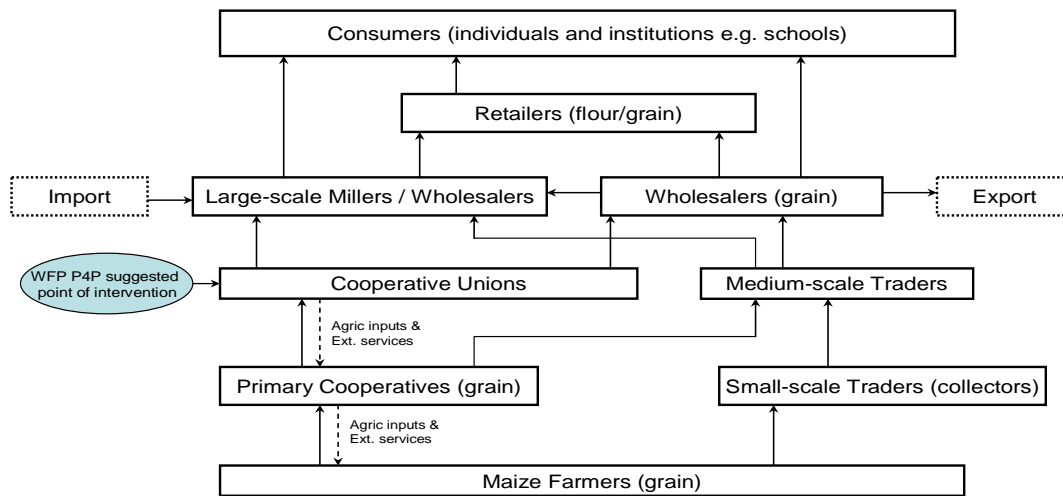 Consumers (individuals and institutions e.g. schools)
Retailers (flour/grain)
Import
Large-scale Millers / Wholesalers
Wholesalers (grain)
Export
WFP P4P suggested
point of intervention
Cooperative Unions
Medium-scale Traders
Agric inputs &
Ext. services
Primary Cooperatives (grain)
Small-scale Traders (collectors)
Agric inputs &
Ext. services
Maize Farmers (grain)